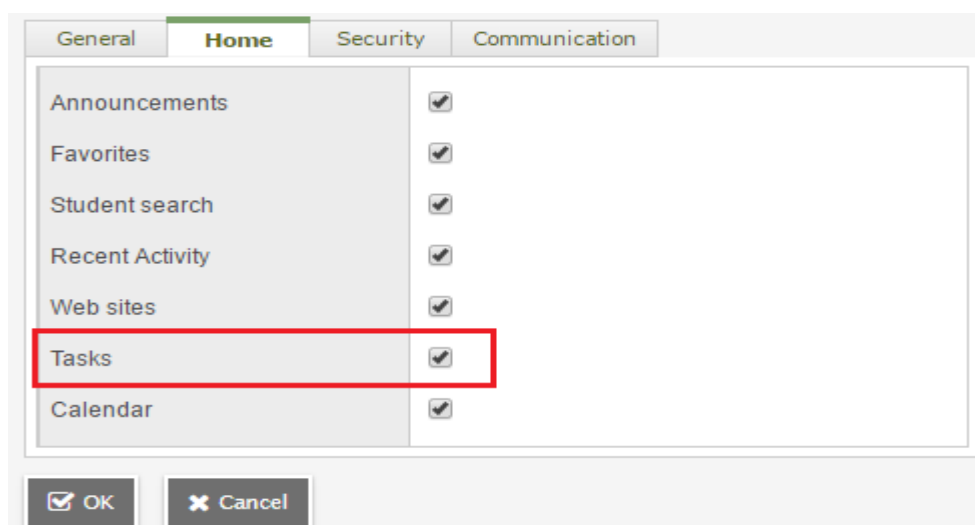 General Home Security Communication
Announcements
Favorites
Student search
Recent Activity
Web sites
Tasks
Calendar
OK Cancel